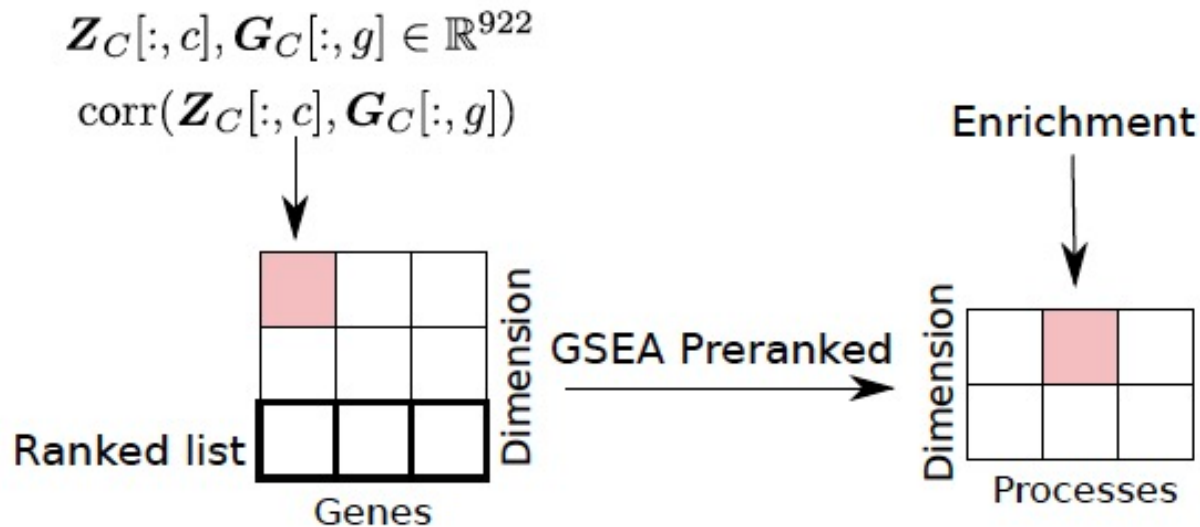 Z_C[:, c], G_C[:, g] ∈ ℝ^922
corr(Z_C[:, c], G_C[:, g])
Enrichment
Dimension
GSEA Preranked
Dimension
Ranked list
Genes
Processes